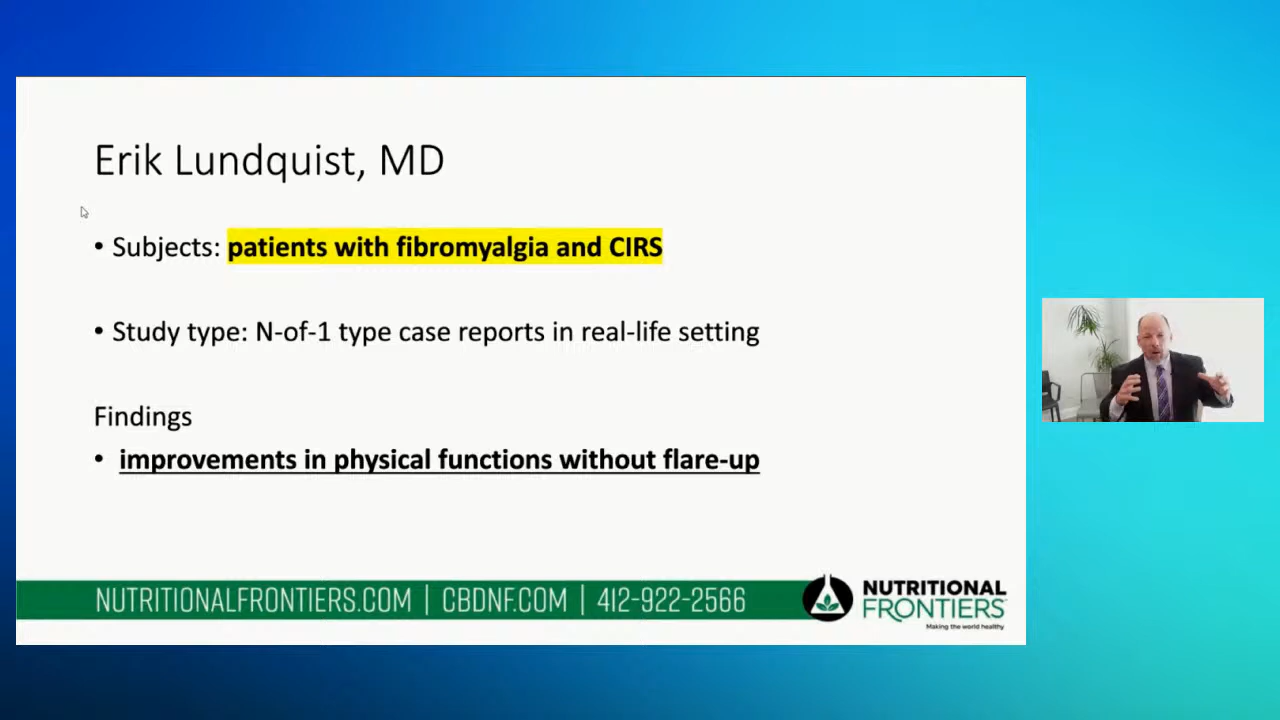 Erik Lundquist, MD
• Subjects: patients with fibromyalgia and CIRS
• Study type: N-of-1 type case reports in real-life setting
Findings
• improvements in physical functions without flare-up
NUTRITIONALFRONTIERS.COM | CBDNF.COM | 412-922-2566
NUTRITIONAL
FRONTIERS
Making the world healthy